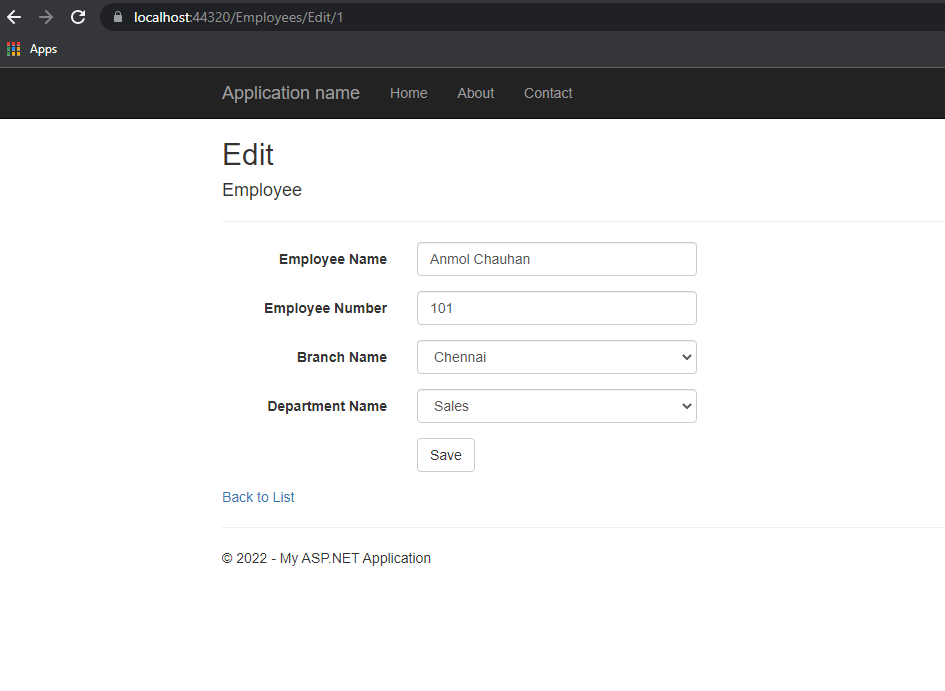 localhost:44320/Employees/Edit/1
Apps
Application name Home About Contact
Edit
Employee
Employee Name Anmol Chauhan
Employee Number 101
Branch Name Chennai
Department Name Sales
Save
Back to List
© 2022 - My ASP.NET Application